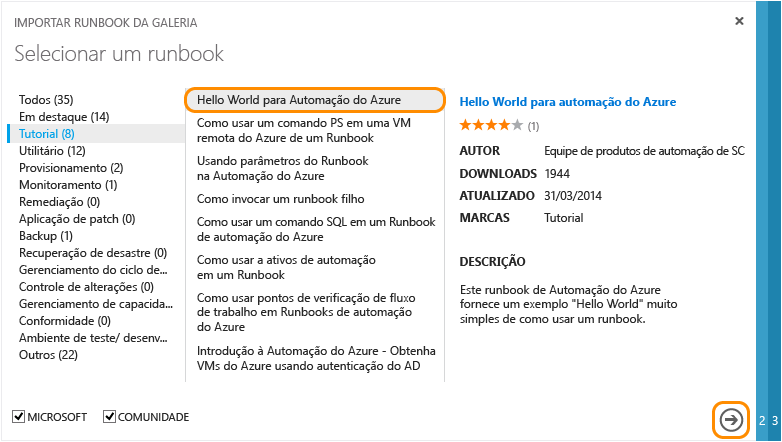 IMPORTAR RUNBOOK DA GALERIA
Selecionar um runbook
Todos (35)
Em destaque (14)
Tutorial (8)
Utilitário (12)
Provisionamento (2)
Monitoramento (1)
Remediação (0)
Aplicação de patch (0)
Backup (1)
Recuperação de desastre (0)
Gerenciamento do ciclo de...
Controle de alterações (0)
Gerenciamento de capacida...
Conformidade (0)
Ambiente de teste/ desenv...
Outros (22)
Hello World para Automação do Azure
Como usar um comando PS em uma VM
remota do Azure de um Runbook
Usando parâmetros do Runbook
na Automação do Azure
Como invocar um runbook filho
Como usar um comando SQL em um Runbook
de automação do Azure
Como usar a ativos de automação
em um Runbook
Como usar pontos de verificação de fluxo
de trabalho em Runbooks de automação
do Azure
Introdução à Automação do Azure - Obtenha
VMs do Azure usando autenticação do AD
Hello World para automação do Azure
(1)
AUTOR Equipe de produtos de automação de SC
DOWNLOADS 1944
ATUALIZADO 31/03/2014
MARCAS Tutorial
DESCRIÇÃO
Este runbook de Automação do Azure
fornece um exemplo "Hello World" muito
simples de como usar um runbook.
MICROSOFT COMUNIDADE
2 3